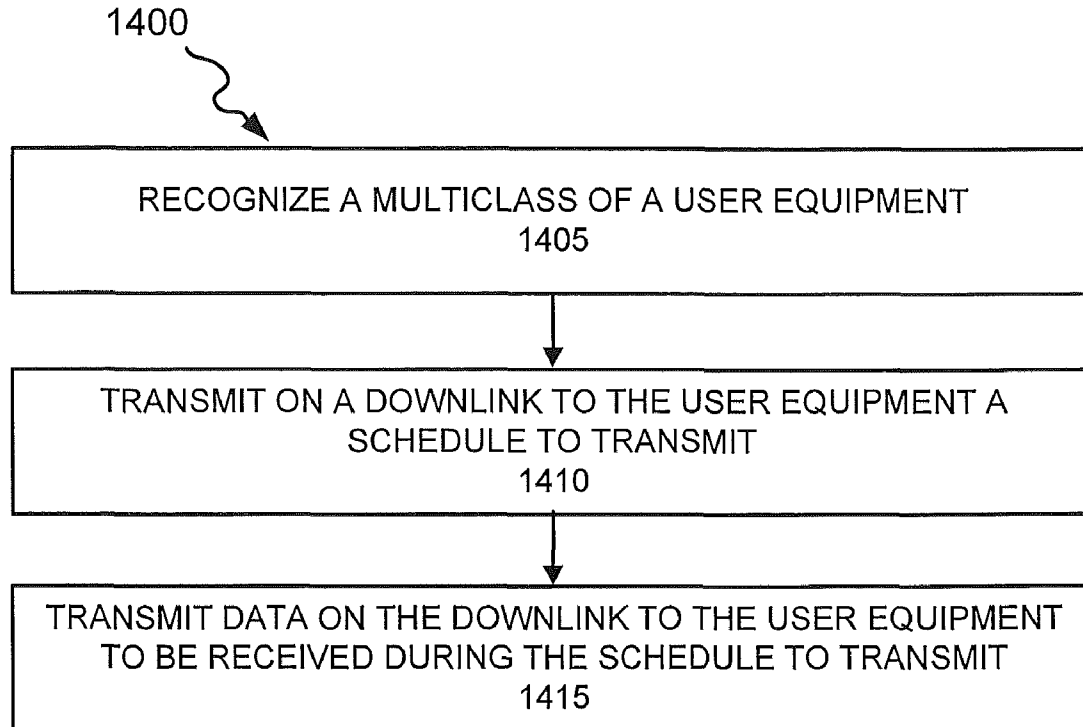 1400
RECOGNIZE A MULTICLASS OF A USER EQUIPMENT
1405
TRANSMIT ON A DOWNLINK TO THE USER EQUIPMENT A
SCHEDULE TO TRANSMIT
1410
TRANSMIT DATA ON THE DOWNLINK TO THE USER EQUIPMENT
TO BE RECEIVED DURING THE SCHEDULE TO TRANSMIT
1415